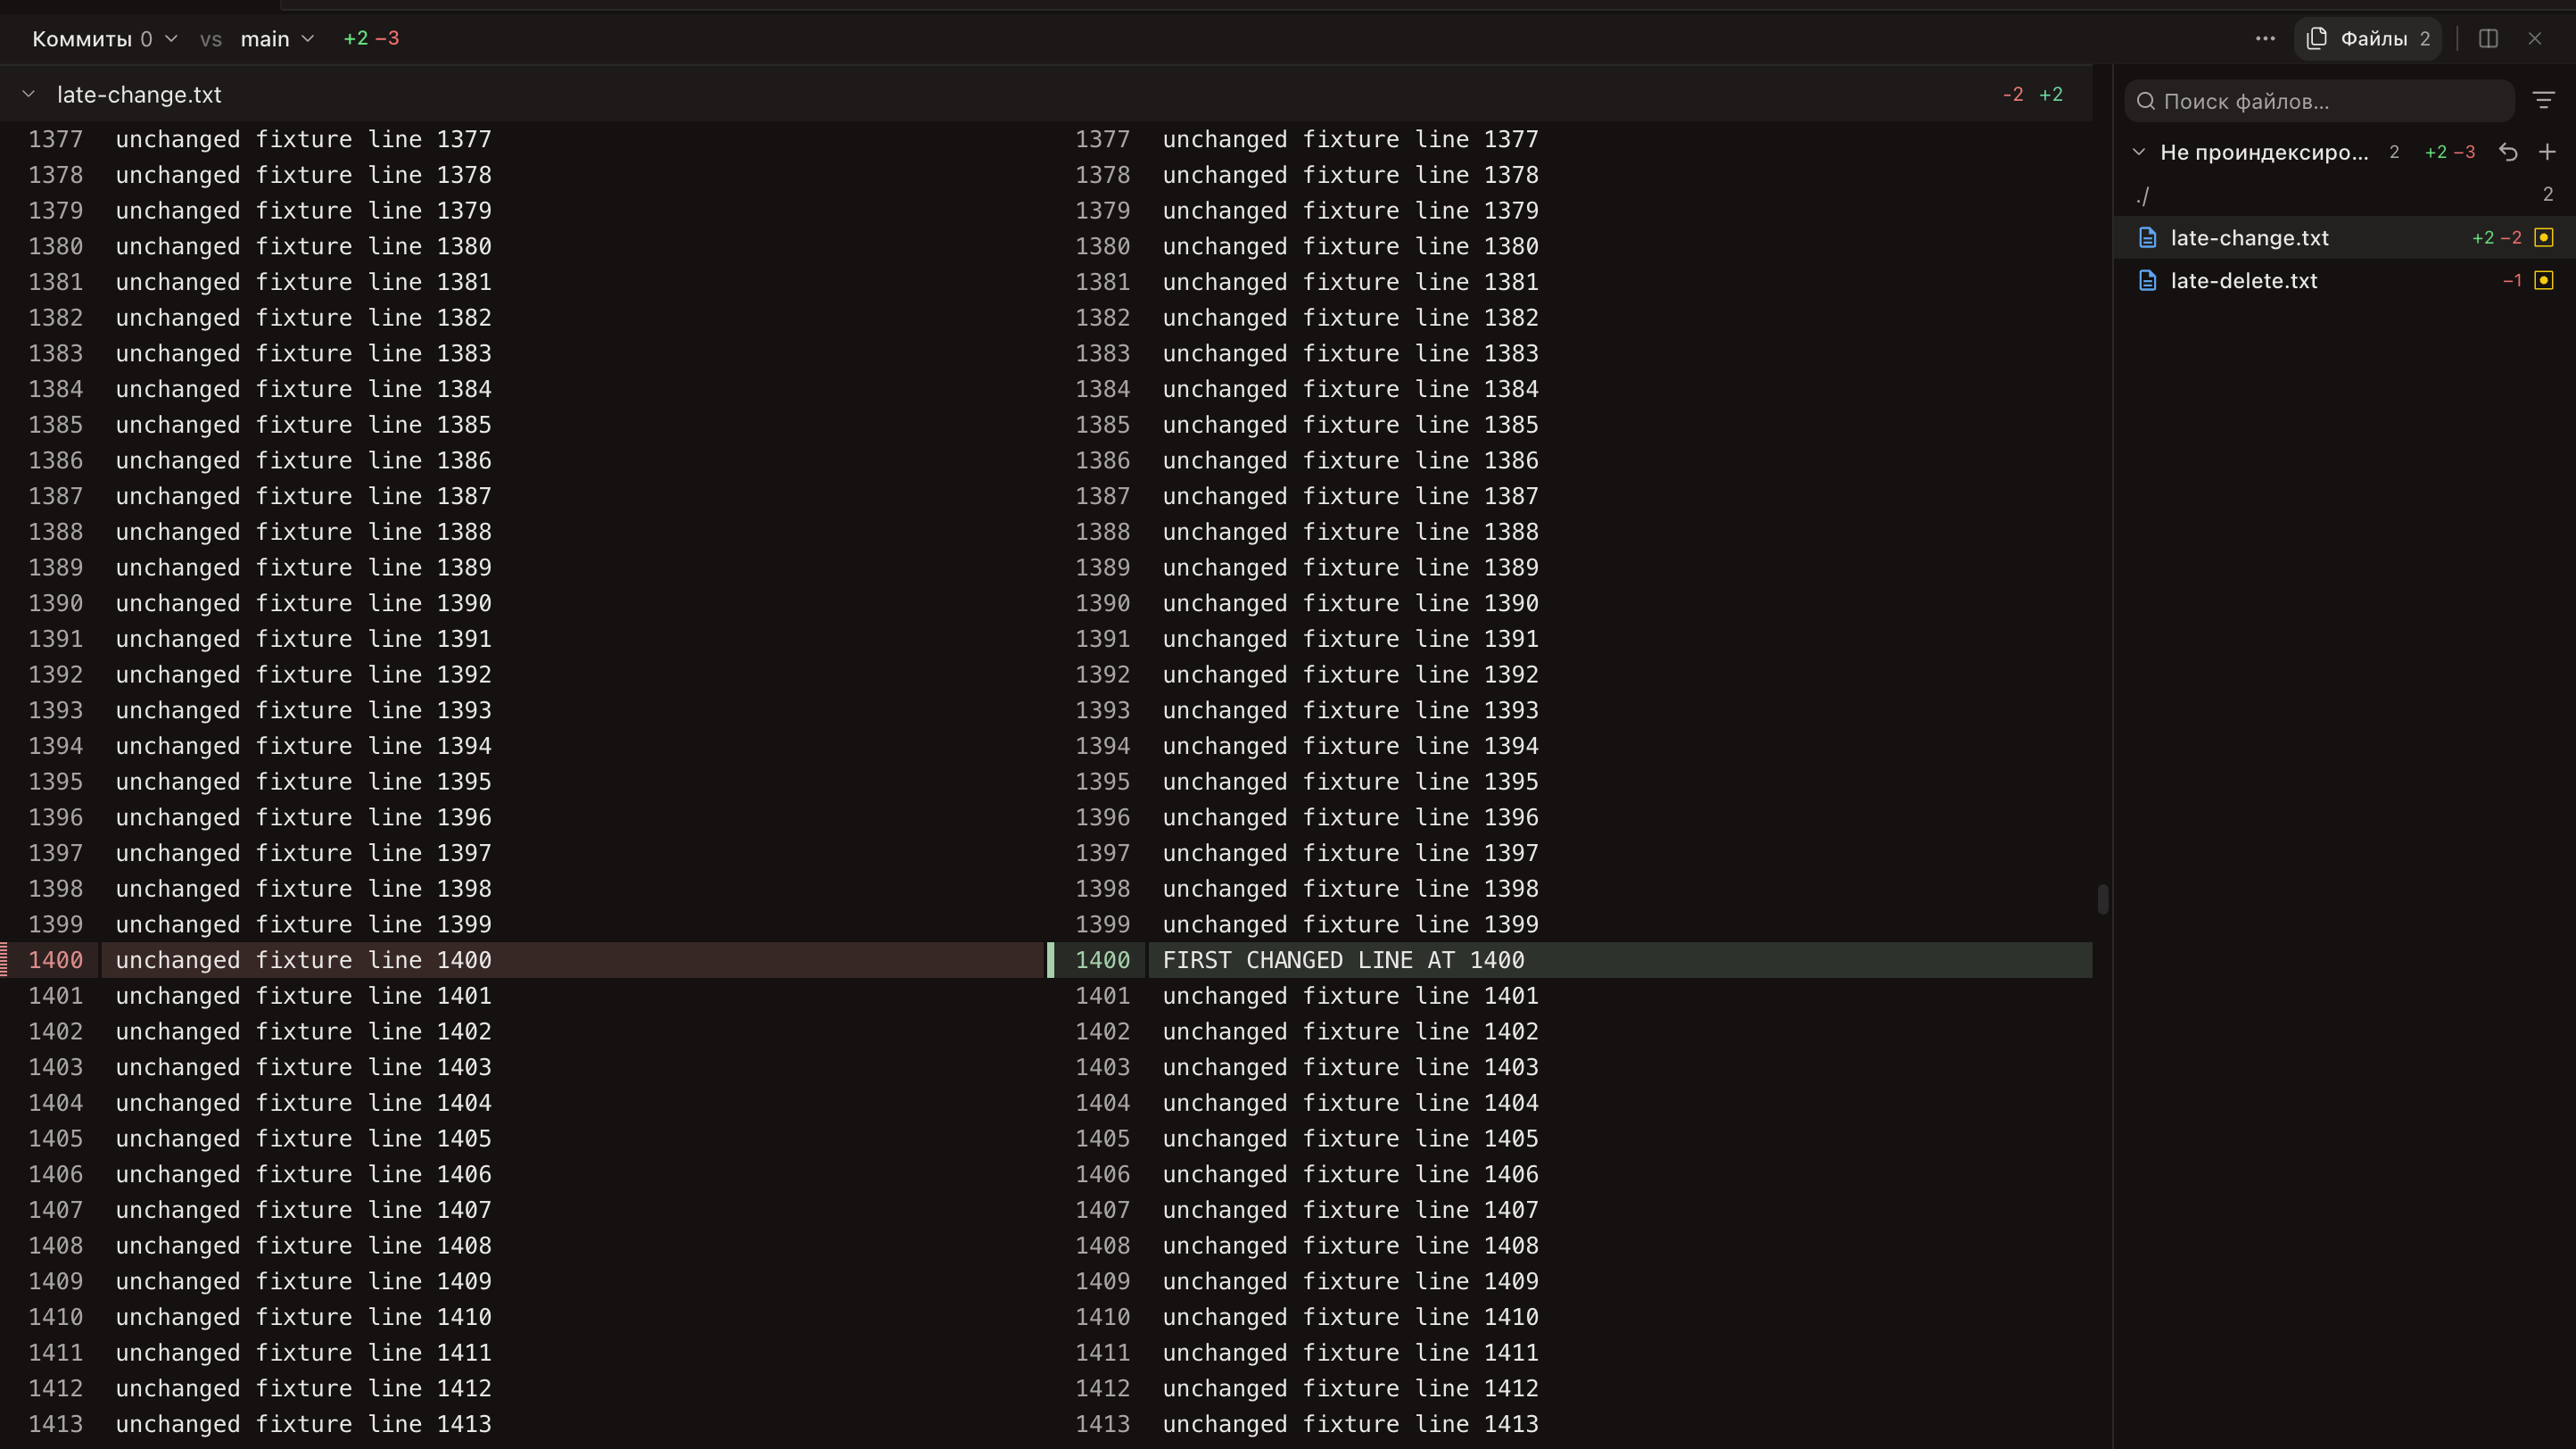 Коммиты 0 vs main +2 −3 Файлы 2
late-change.txt -2 +2
1377 unchanged fixture line 1377 1377 unchanged fixture line 1377
1378 unchanged fixture line 1378 1378 unchanged fixture line 1378
1379 unchanged fixture line 1379 1379 unchanged fixture line 1379
1380 unchanged fixture line 1380 1380 unchanged fixture line 1380
1381 unchanged fixture line 1381 1381 unchanged fixture line 1381
1382 unchanged fixture line 1382 1382 unchanged fixture line 1382
1383 unchanged fixture line 1383 1383 unchanged fixture line 1383
1384 unchanged fixture line 1384 1384 unchanged fixture line 1384
1385 unchanged fixture line 1385 1385 unchanged fixture line 1385
1386 unchanged fixture line 1386 1386 unchanged fixture line 1386
1387 unchanged fixture line 1387 1387 unchanged fixture line 1387
1388 unchanged fixture line 1388 1388 unchanged fixture line 1388
1389 unchanged fixture line 1389 1389 unchanged fixture line 1389
1390 unchanged fixture line 1390 1390 unchanged fixture line 1390
1391 unchanged fixture line 1391 1391 unchanged fixture line 1391
1392 unchanged fixture line 1392 1392 unchanged fixture line 1392
1393 unchanged fixture line 1393 1393 unchanged fixture line 1393
1394 unchanged fixture line 1394 1394 unchanged fixture line 1394
1395 unchanged fixture line 1395 1395 unchanged fixture line 1395
1396 unchanged fixture line 1396 1396 unchanged fixture line 1396
1397 unchanged fixture line 1397 1397 unchanged fixture line 1397
1398 unchanged fixture line 1398 1398 unchanged fixture line 1398
1399 unchanged fixture line 1399 1399 unchanged fixture line 1399
1400 unchanged fixture line 1400 1400 FIRST CHANGED LINE AT 1400
1401 unchanged fixture line 1401 1401 unchanged fixture line 1401
1402 unchanged fixture line 1402 1402 unchanged fixture line 1402
1403 unchanged fixture line 1403 1403 unchanged fixture line 1403
1404 unchanged fixture line 1404 1404 unchanged fixture line 1404
1405 unchanged fixture line 1405 1405 unchanged fixture line 1405
1406 unchanged fixture line 1406 1406 unchanged fixture line 1406
1407 unchanged fixture line 1407 1407 unchanged fixture line 1407
1408 unchanged fixture line 1408 1408 unchanged fixture line 1408
1409 unchanged fixture line 1409 1409 unchanged fixture line 1409
1410 unchanged fixture line 1410 1410 unchanged fixture line 1410
1411 unchanged fixture line 1411 1411 unchanged fixture line 1411
1412 unchanged fixture line 1412 1412 unchanged fixture line 1412
1413 unchanged fixture line 1413 1413 unchanged fixture line 1413
Поиск файлов...
Не проиндексиро... 2 +2 −3
./ 2
late-change.txt +2 −2
late-delete.txt −1